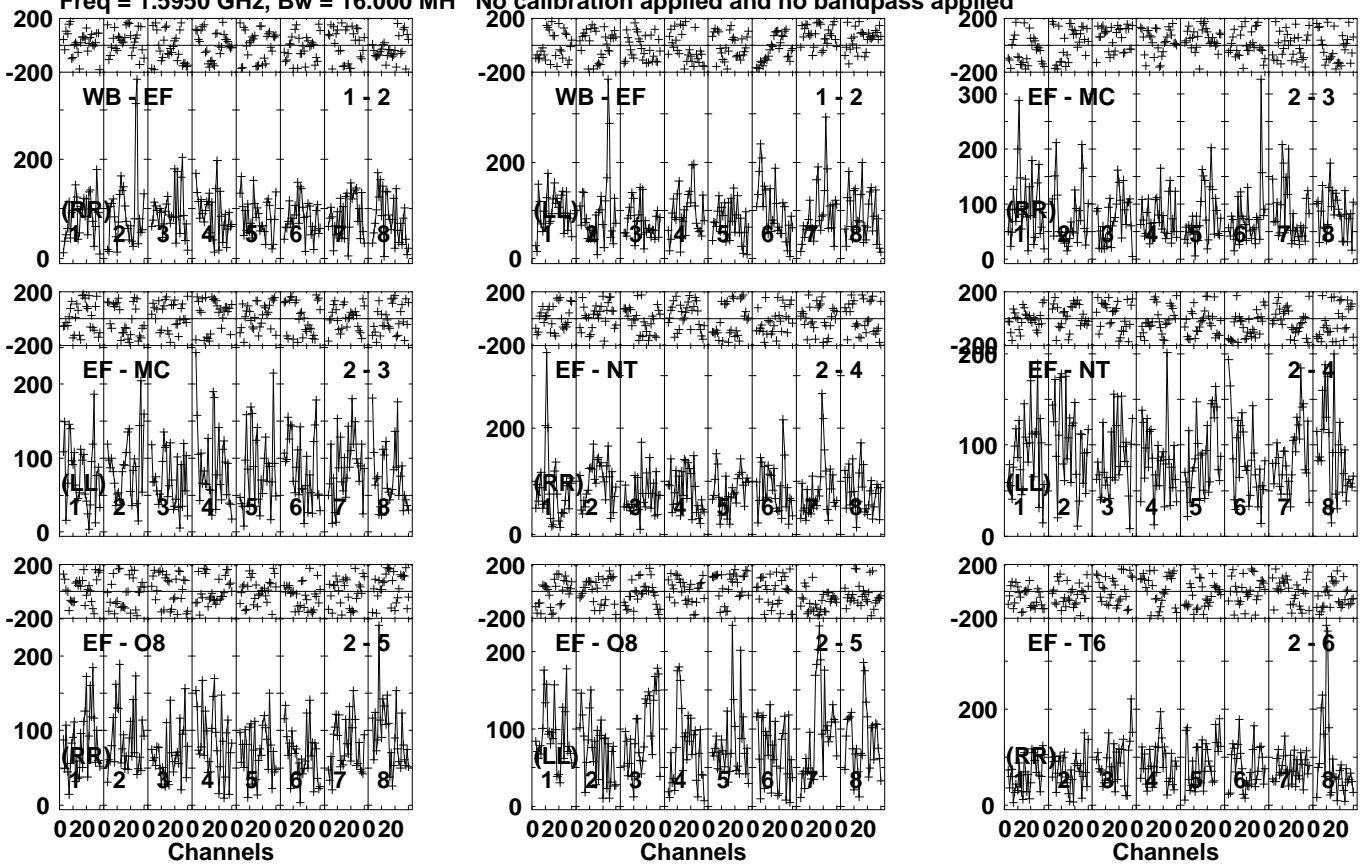 Freq = 1.5950 GHz, Bw = 16.000 MH No calibration applied and no bandpass applied
200 200 200
-200 -200
WB - EF 1 - 2 WB - EF 1 - 2 EF - MC 2 - 3
300
200 200 200
100
(RR) (LL) (RR)
1 2 3 4 5 6 7 8 1 2 3 4 5 6 7 8 1 2 3 4 5 6 7 8
0 0 0
200 200 200
-200 -200 -200
EF - MC 2 - 3 EF - NT 2 - 4 EF - NT 2 - 4
200 200 200
100 100
(LL) (RR) (LL)
1 2 3 4 5 6 7 8 1 2 3 4 5 6 7 8 1 2 3 4 5 6 7 8
0 0 0
200 200 200
-200 -200 -200
EF - O8 2 - 5 EF - O8 2 - 5 EF - T6 2 - 6
200 200 200
100 100
(RR) (LL) (RR)
1 2 3 4 5 6 7 8 1 2 3 4 5 6 7 8 1 2 3 4 5 6 7 8
0 0 0
0 20 0 20 0 20 0 20 0 20 0 20 0 20 0 20 0 20 0 20 0 20 0 20 0 20 0 20 0 20 0 20 0 20 0 20 0 20 0 20 0 20 0 20 0 20 0 20
Channels Channels Channels